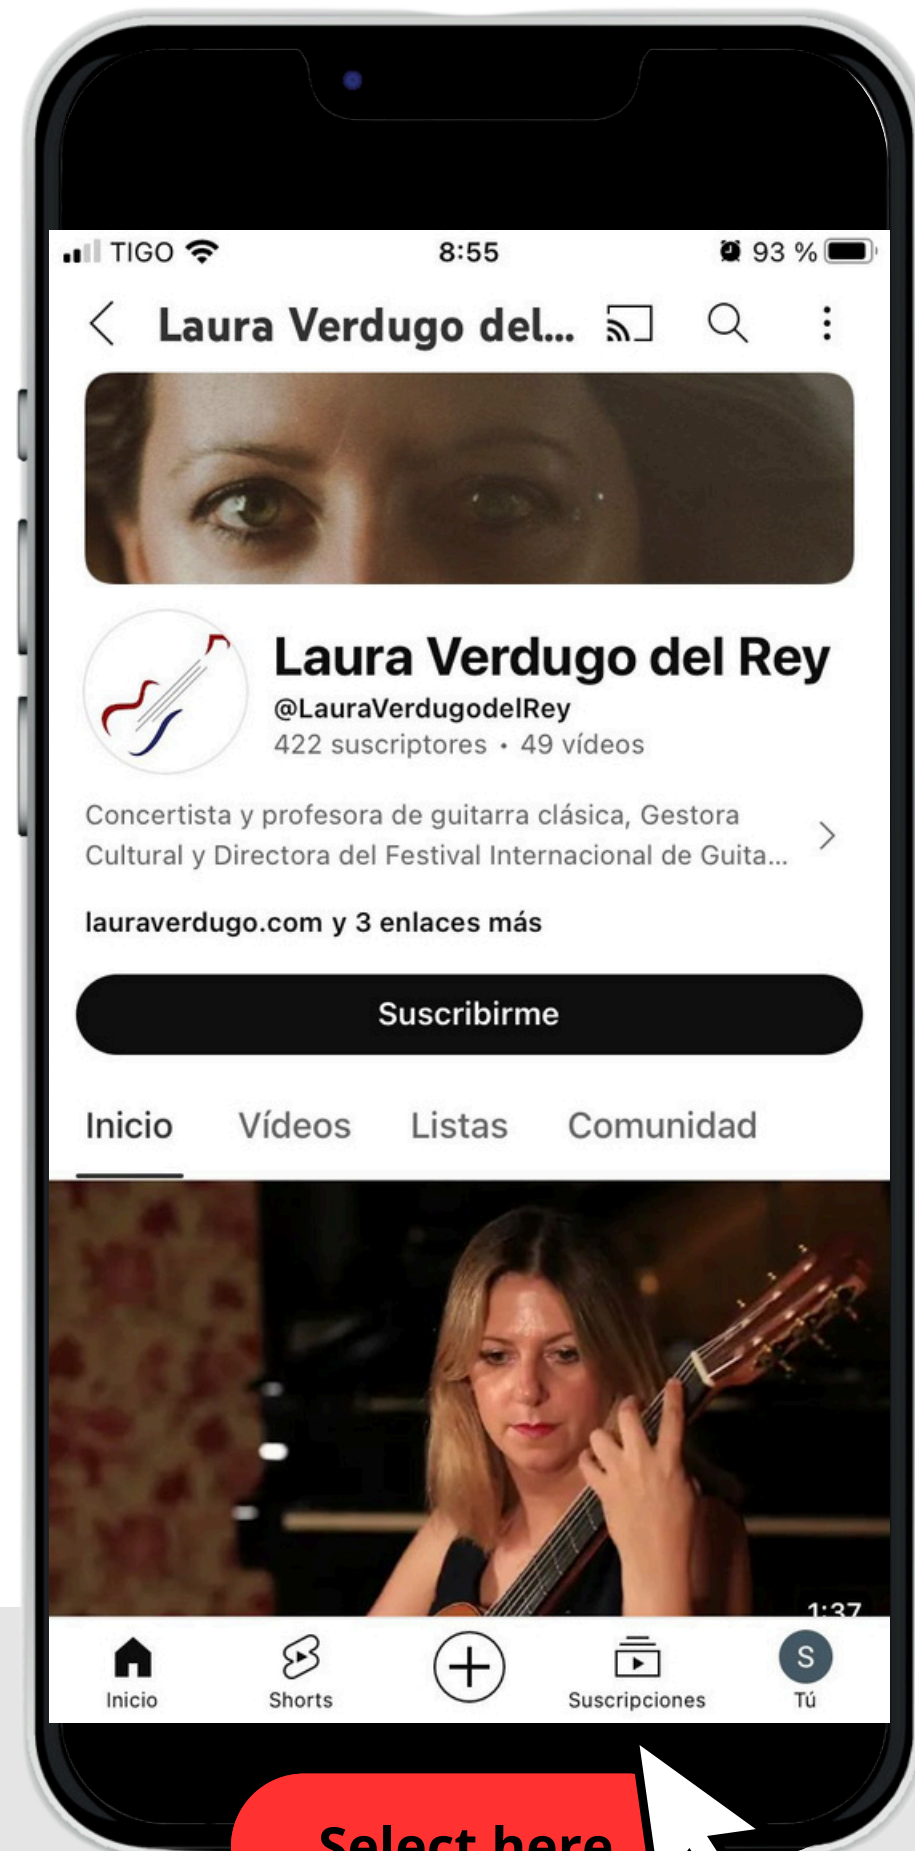 TIGO 8:55 93 %
Laura Verdugo del...
Laura Verdugo del Rey
@LauraVerdugodelRey
422 suscriptores • 49 vídeos
Concertista y profesora de guitarra clásica, Gestora
Cultural y Directora del Festival Internacional de Guita...
lauraverdugo.com y 3 enlaces más
Suscribirme
Inicio Vídeos Listas Comunidad
1:37
S
Inicio Shorts Suscripciones Tú
Select here